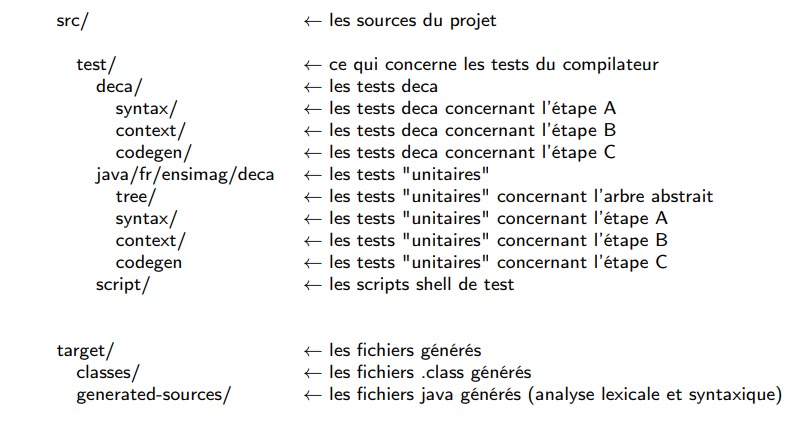 src/ ← les sources du projet
test/ ← ce qui concerne les tests du compilateur
deca/ ← les tests deca
syntax/ ← les tests deca concernant l'étape A
context/ ← les tests deca concernant l'étape B
codegen/ ← les tests deca concernant l'étape C
java/fr/ensimag/deca ← les tests "unitaires"
tree/ ← les tests "unitaires" concernant l'arbre abstrait
syntax/ ← les tests "unitaires" concernant l'étape A
context/ ← les tests "unitaires" concernant l'étape B
codegen ← les tests "unitaires" concernant l'étape C
script/ ← les scripts shell de test
target/ ← les fichiers générés
classes/ ← les fichiers .class générés
generated-sources/ ← les fichiers java générés (analyse lexicale et syntaxique)